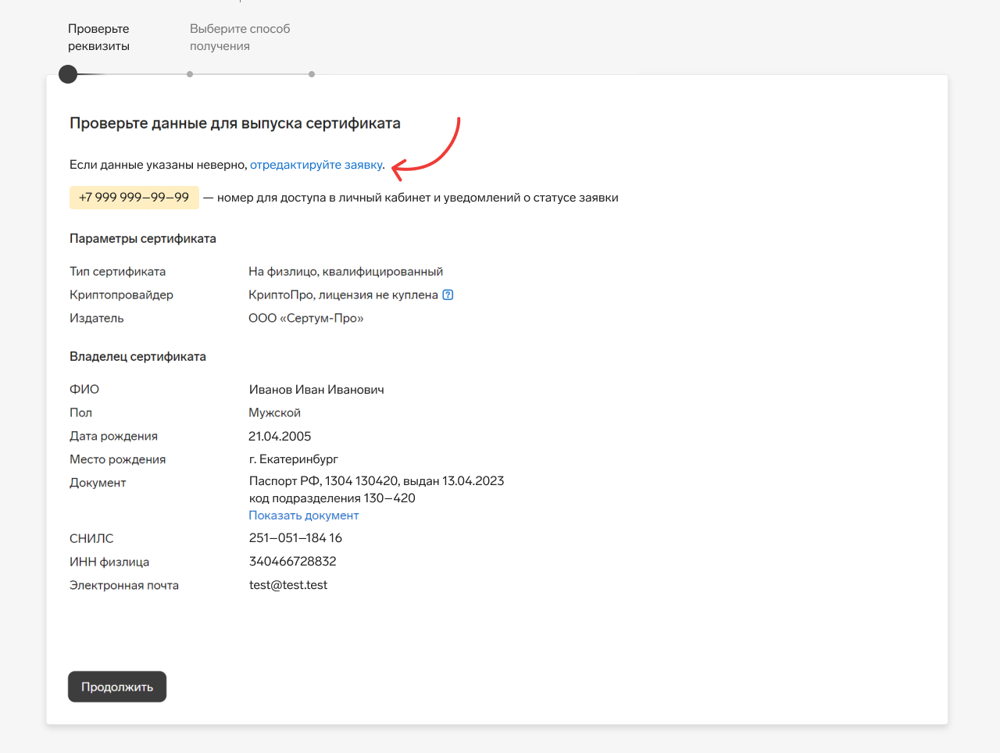 Проверьте
реквизиты
Выберите способ
получения
Проверьте данные для выпуска сертификата
Если данные указаны неверно, отредактируйте заявку.
+7 999 999–99–99 — номер для доступа в личный кабинет и уведомлений о статусе заявки
Параметры сертификата
Тип сертификата На физлицо, квалифицированный
Криптопровайдер КриптоПро, лицензия не куплена ?
Издатель ООО «Сертум-Про»
Владелец сертификата
ФИО Иванов Иван Иванович
Пол Мужской
Дата рождения 21.04.2005
Место рождения г. Екатеринбург
Документ Паспорт РФ, 1304 130420, выдан 13.04.2023
код подразделения 130–420
Показать документ
СНИЛС 251–051–184 16
ИНН физлица 340466728832
Электронная почта test@test.test
Продолжить